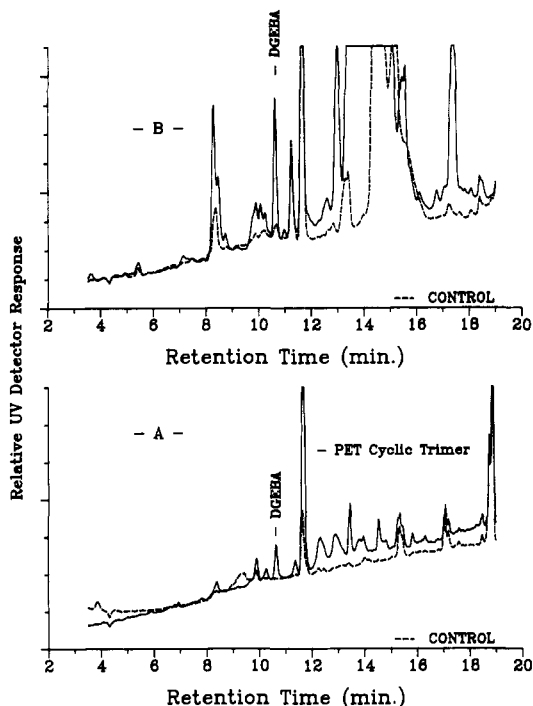 Relative UV Detector Response
- DGEBA
- B -
--- CONTROL
2 4 6 8 10 12 14 16 18 20
Retention Time (min.)
- A -
- PET Cyclic Trimer
- DGEBA
--- CONTROL
2 4 6 8 10 12 14 16 18 20
Retention Time (min.)